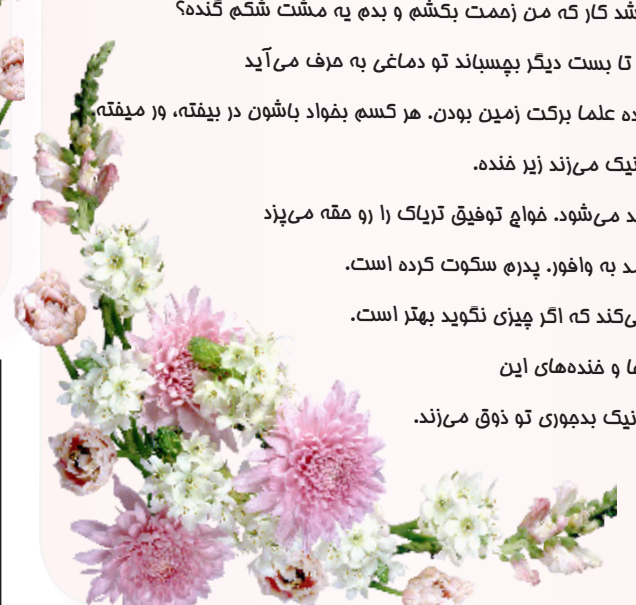 شد کار که من زحمت بکشم و بدم یه مشت شکم گنده؟
تا بست دیگر بچسباند تو دماغی به حرف می‌آید
ده علما برکت زمین بودن. هر کسم بخواد باشون در بیفته، ور میفته.
نیک می‌زند زیر خنده.
د می‌شود. خواج توفیق تریاک را رو حقه می‌پزد
د به وافور. پدرم سکوت کرده است.
ی‌کند که اگر چیزی نگوید بهتر است.
ها و خنده‌های این
نیک بدجوری تو ذوق می‌زند.